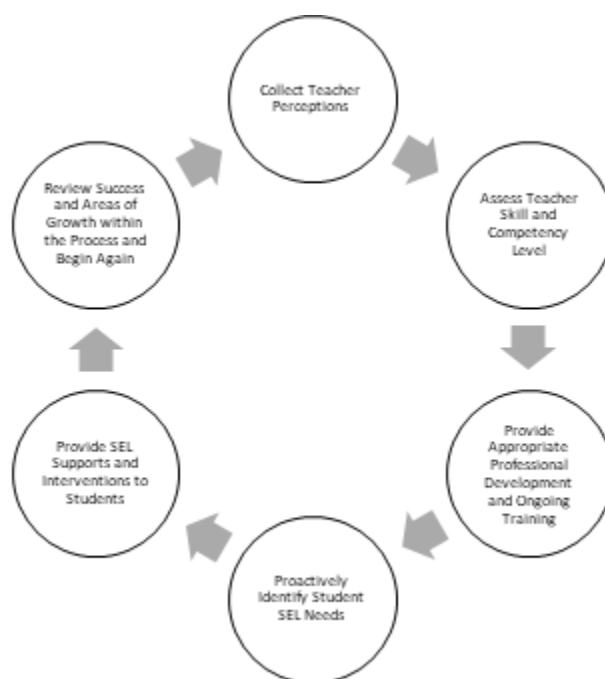 Collect Teacher
Perceptions
Assess Teacher
Skill and
Competency
Level
Provide
Appropriate
Professional
Development
and Ongoing
Training
Proactively
Identify Student
SEL Needs
Provide SEL
Supports and
Interventions to
Students
Review Success
and Areas of
Growth within
the Process and
Begin Again